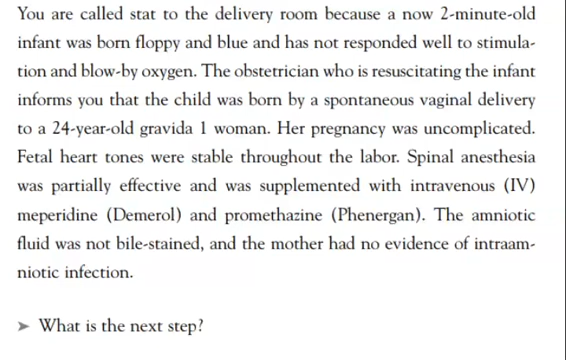 You are called stat to the delivery room because a now 2-minute-old
infant was born floppy and blue and has not responded well to stimula-
tion and blow-by oxygen. The obstetrician who is resuscitating the infant
informs you that the child was born by a spontaneous vaginal delivery
to a 24-year-old gravida 1 woman. Her pregnancy was uncomplicated.
Fetal heart tones were stable throughout the labor. Spinal anesthesia
was partially effective and was supplemented with intravenous (IV)
meperidine (Demerol) and promethazine (Phenergan). The amniotic
fluid was not bile-stained, and the mother had no evidence of intraam-
niotic infection.
➤ What is the next step?